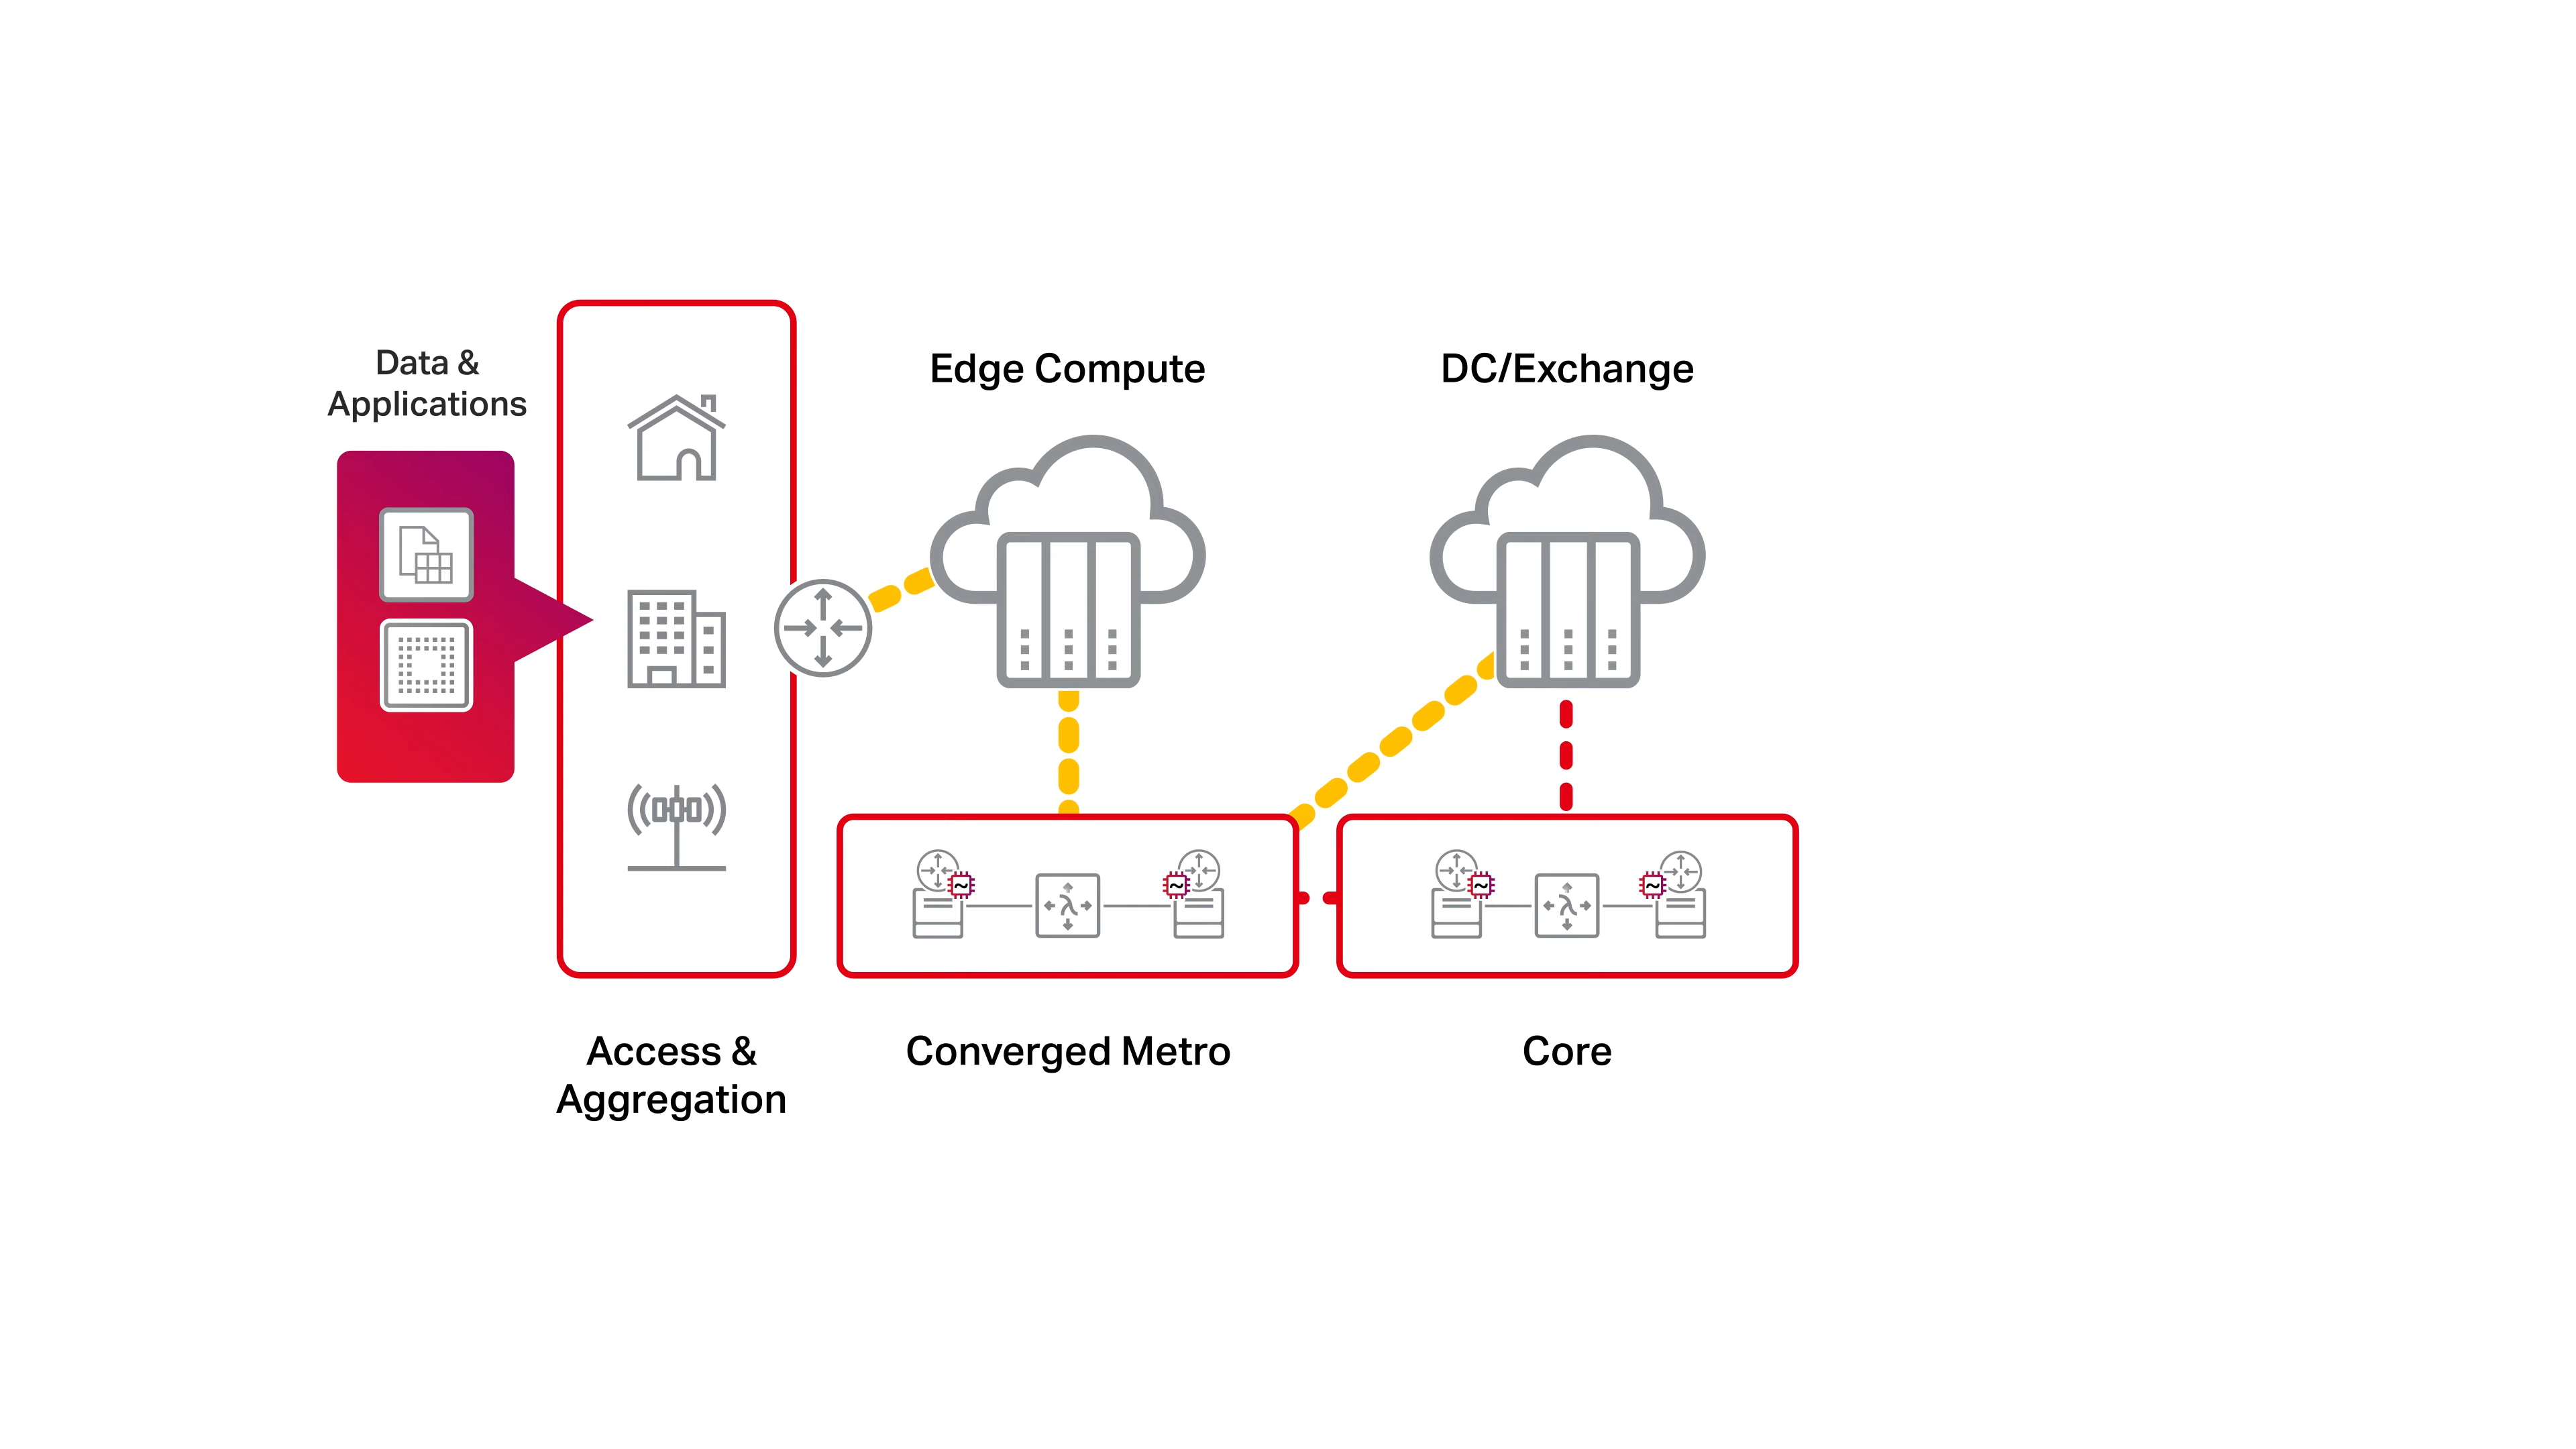 Data &
Applications
Edge Compute
DC/Exchange
Access &
Aggregation
Converged Metro
Core